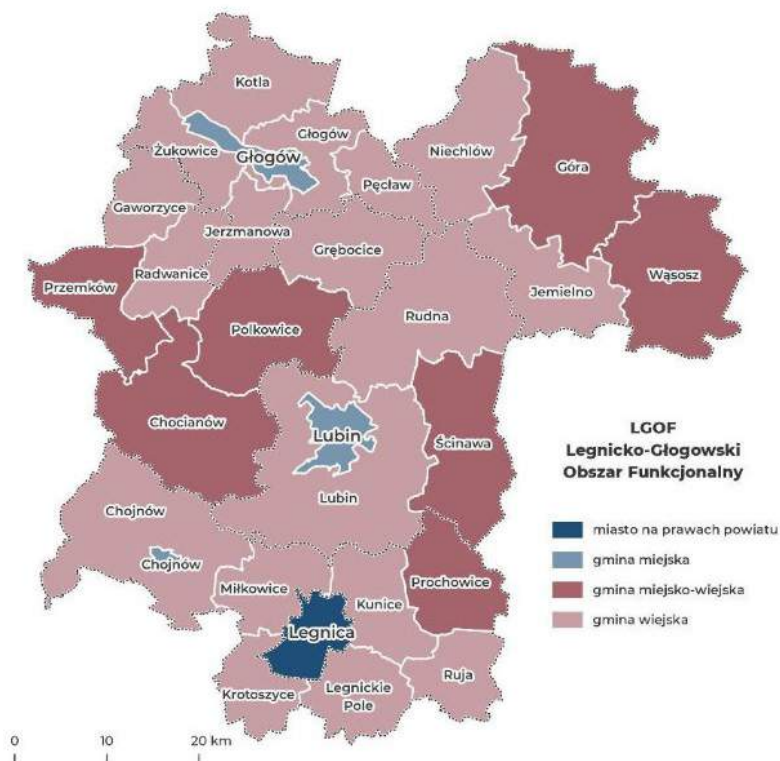 Kotla
Głogów
Żukowice
Głogów
Niechlów
Góra
Pęcław
Gaworzyce
Jerzmanowa
Grębocice
Radwanice
Przemków
Wąsosz
Jemielno
Rudna
Polkowice
Chocianów
Lubin
Ścinawa
LGOF
Legnicko-Głogowski
Obszar Funkcjonalny
Lubin
Chojnów
miasto na prawach powiatu
gmina miejska
gmina miejsko-wiejska
gmina wiejska
Chojnów
Miłkowice
Kunice
Prochowice
Legnica
Krotoszyce
Legnickie
Pole
Ruja
0 10 20 km